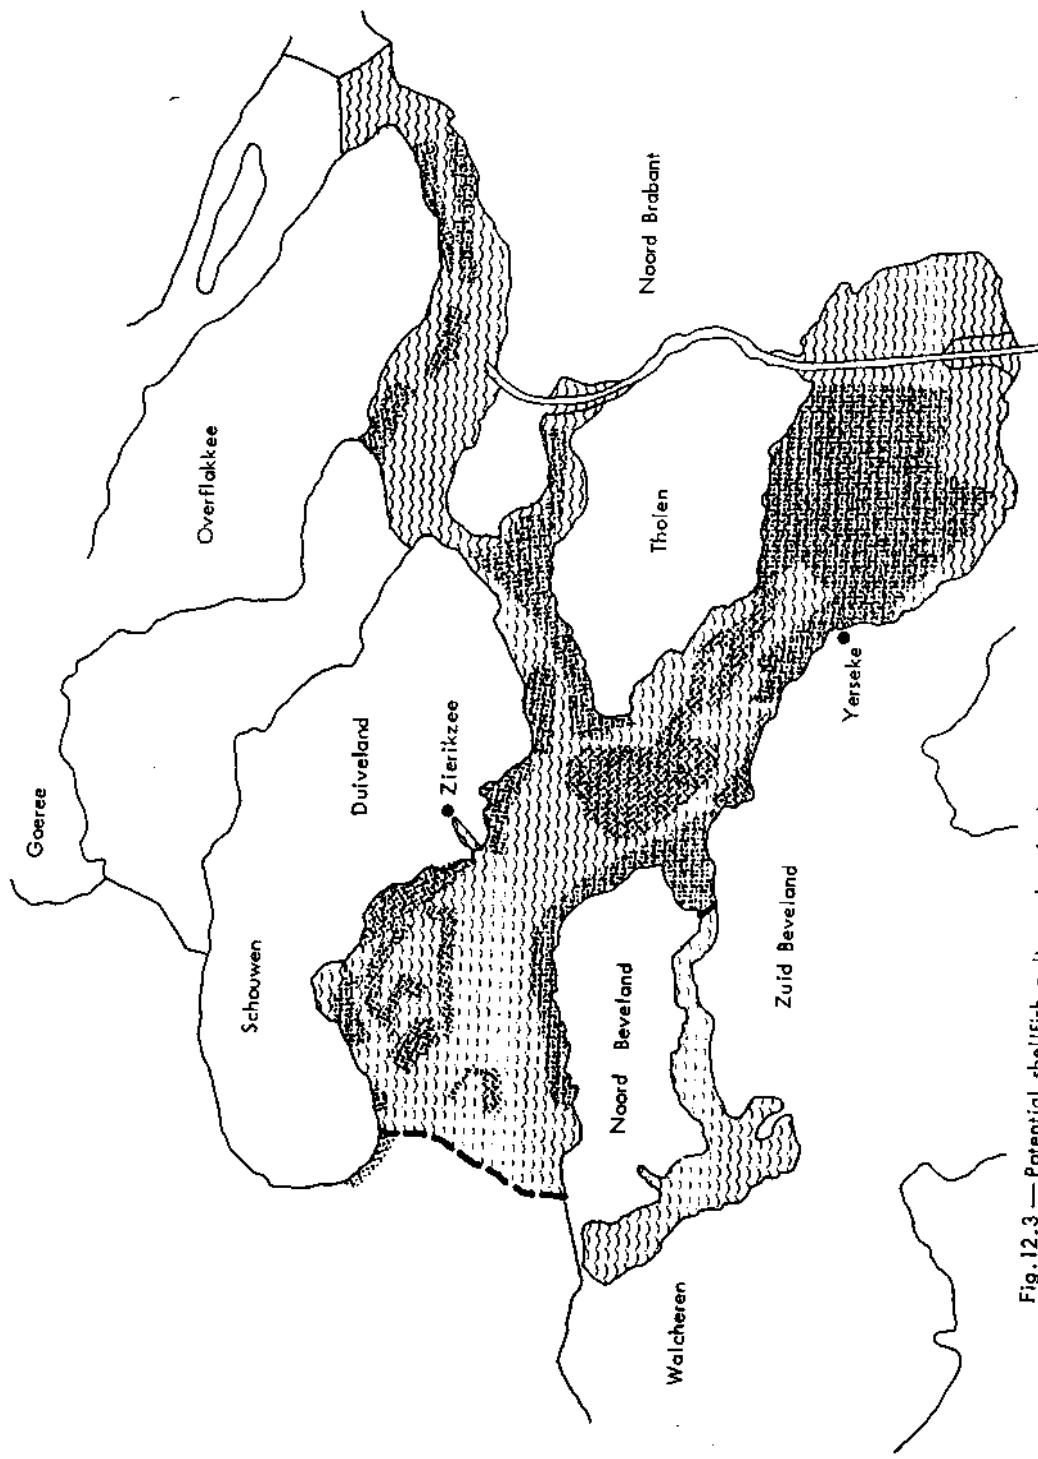 Goeree
Overflakkee
Schouwen
Duiveland
Zierikzee
Noord Beveland
Noord Brabant
Tholen
Walcheren
Zuid Beveland
Yerseke
Fig.12.3 — Potential shellfish